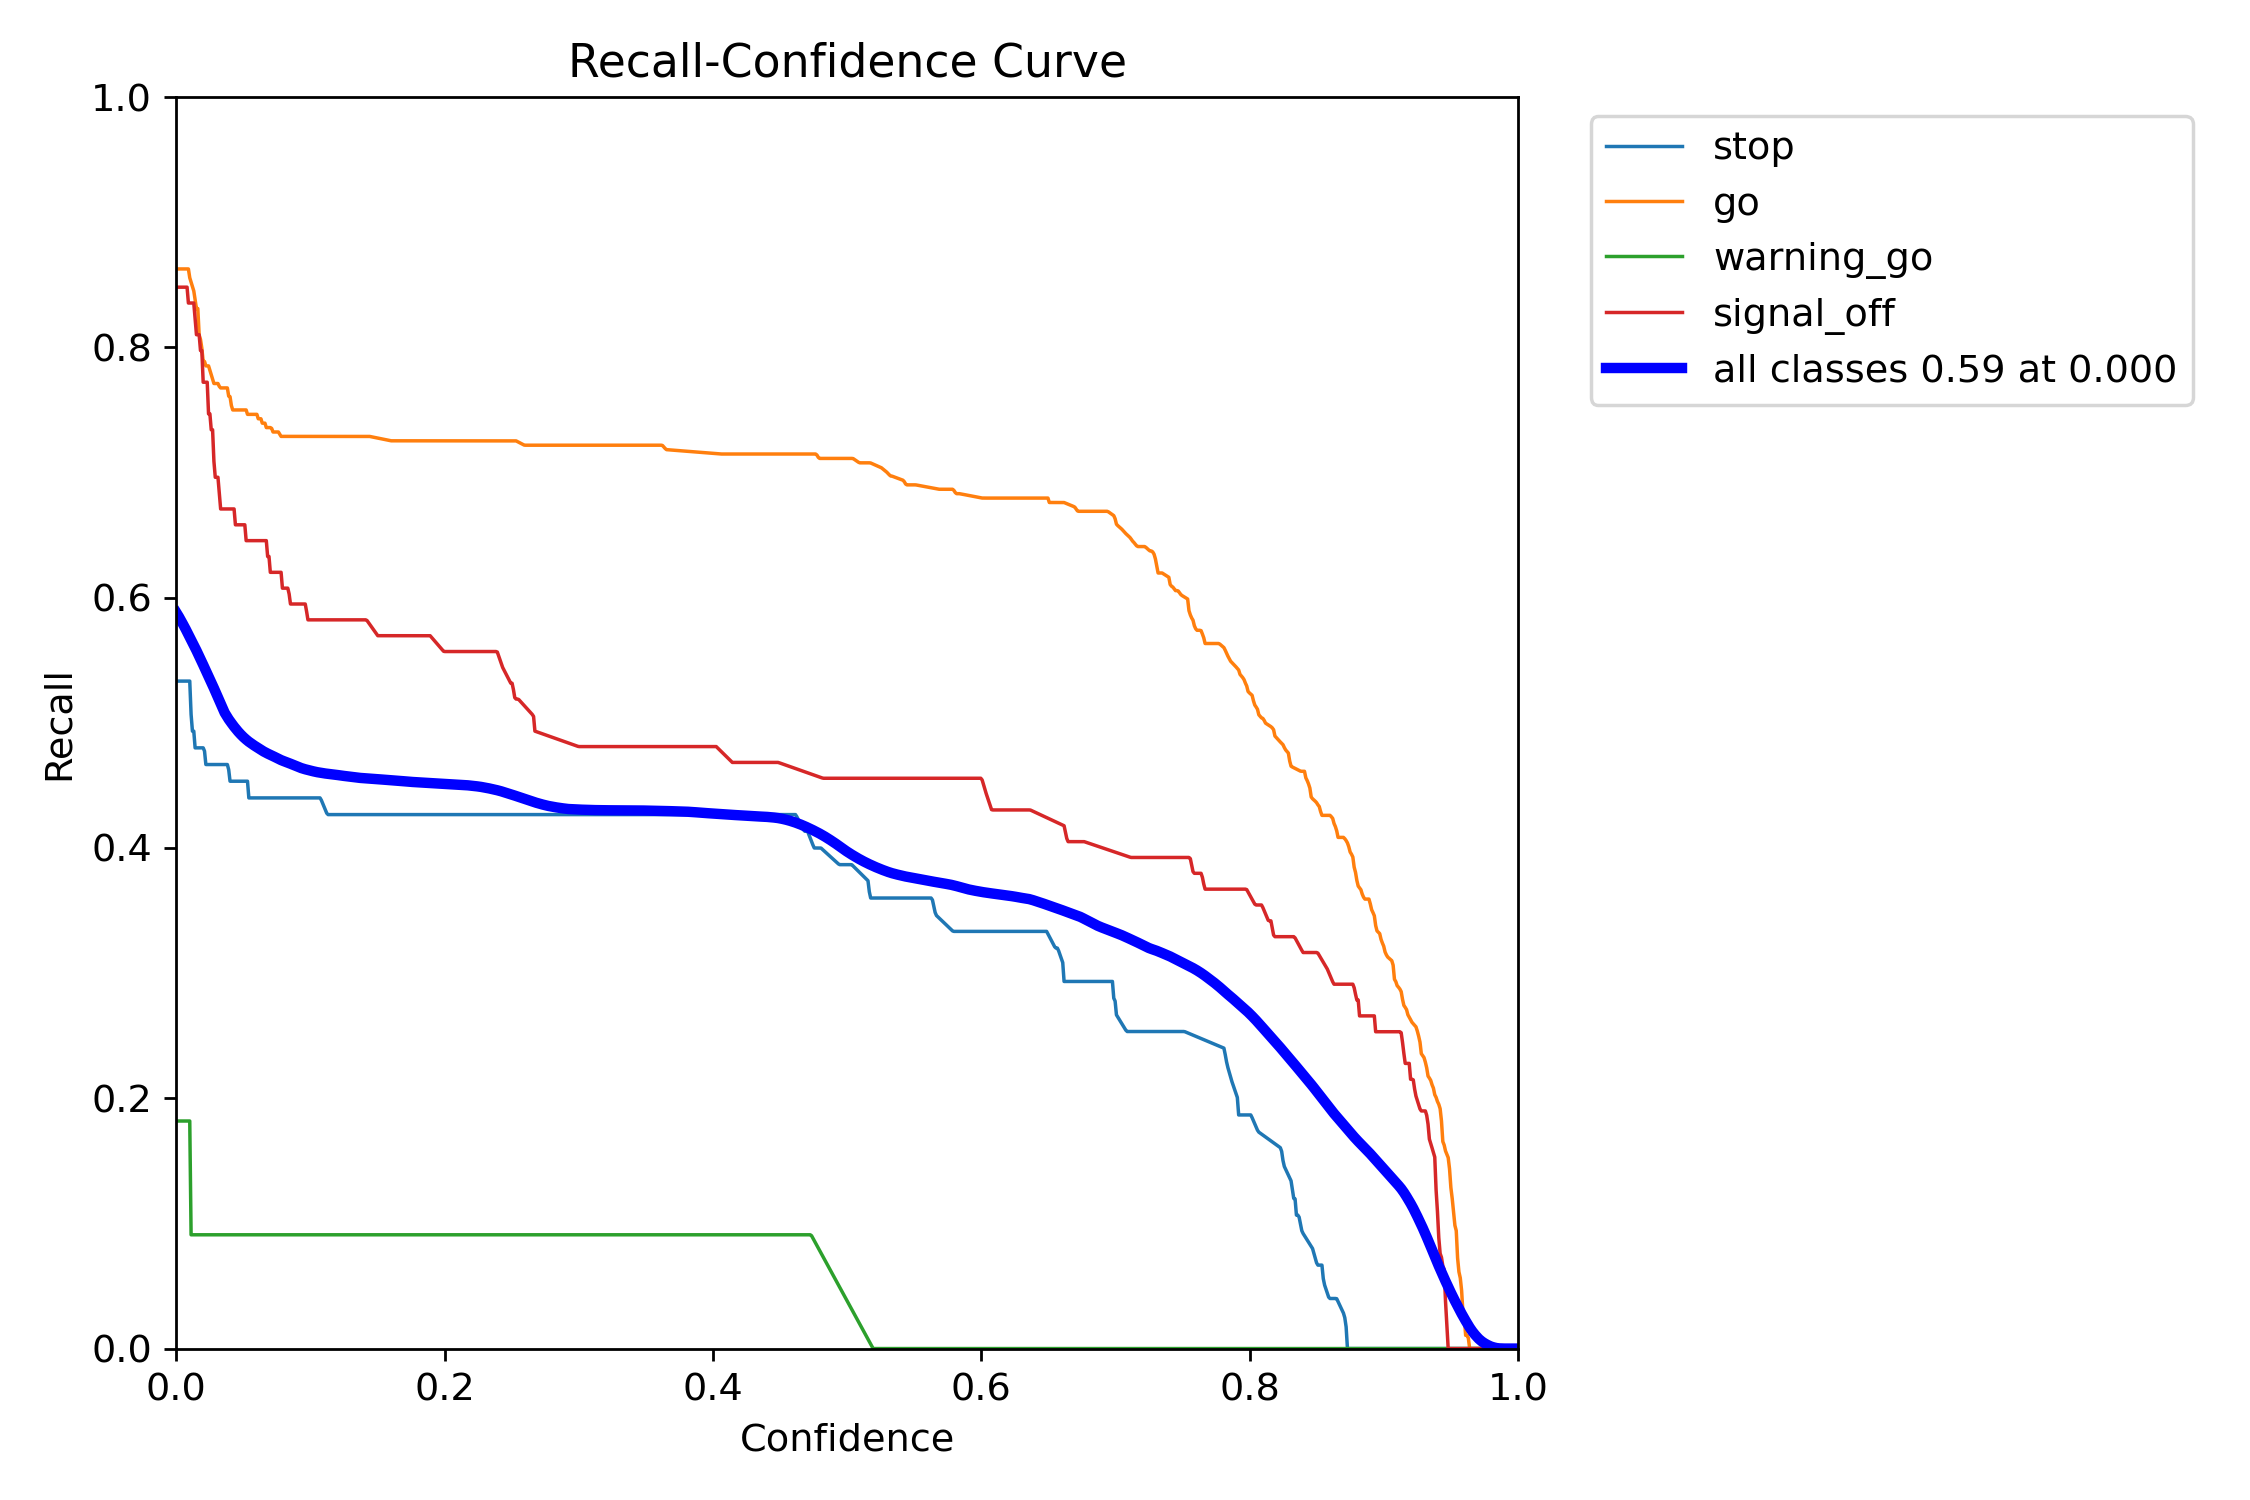 Recall-Confidence Curve
1.0
0.8
0.6
0.4
0.2
0.0
Recall
0.0 0.2 0.4 0.6 0.8 1.0
Confidence
stop
go
warning_go
signal_off
all classes 0.59 at 0.000